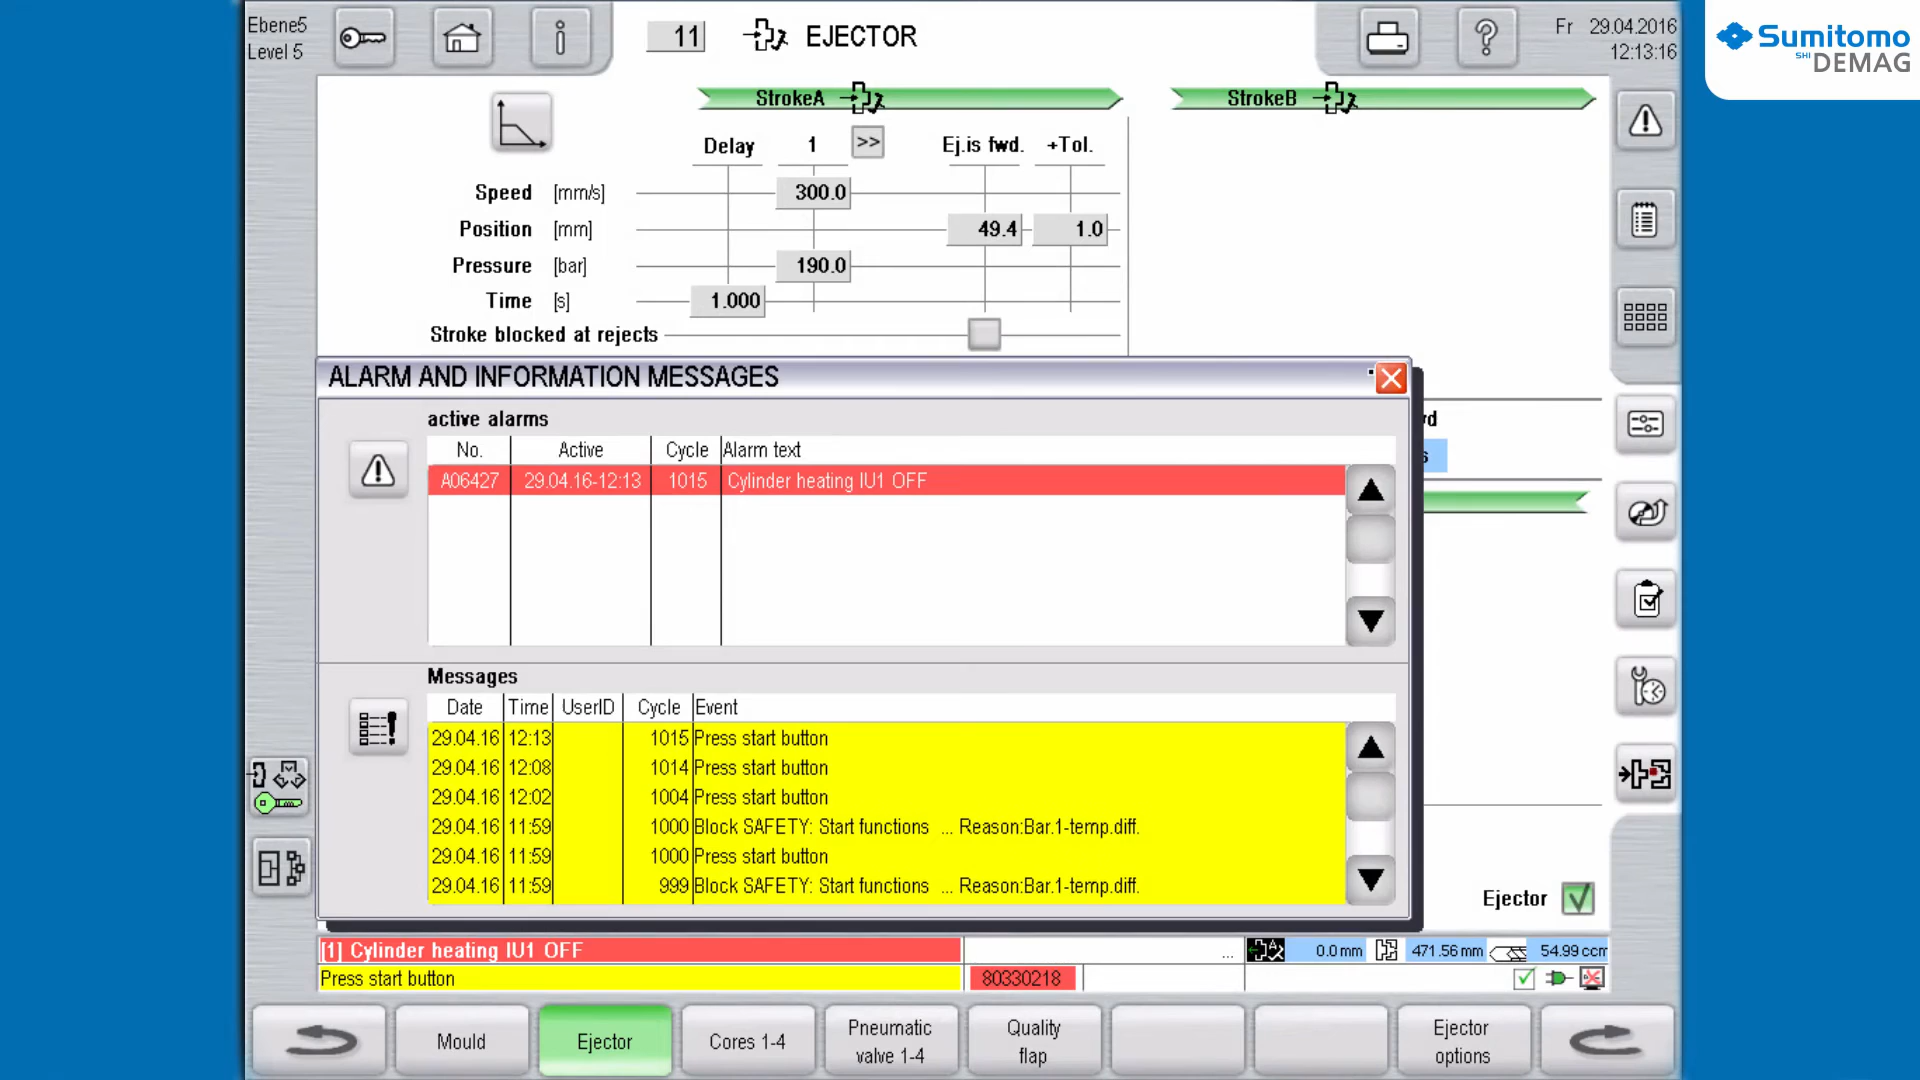 Ebene5
Level 5
11 EJECTOR
Fr 29.04.2016
12:13:16
Sumitomo
SHI DEMAG
StrokeA
StrokeB
Delay 1 >> Ej.is fwd. +Tol.
Speed [mm/s] 300.0
Position [mm] 49.4 1.0
Pressure [bar] 190.0
Time [s] 1.000
Stroke blocked at rejects
ALARM AND INFORMATION MESSAGES
active alarms
No. Active Cycle Alarm text
A06427 29.04.16-12:13 1015 Cylinder heating IU1 OFF
Messages
Date Time UserID Cycle Event
29.04.16 12:13 1015 Press start button
29.04.16 12:08 1014 Press start button
29.04.16 12:02 1004 Press start button
29.04.16 11:59 1000 Block SAFETY: Start functions ... Reason:Bar.1-temp.diff.
29.04.16 11:59 1000 Press start button
29.04.16 11:59 999 Block SAFETY: Start functions ... Reason:Bar.1-temp.diff.
Ejector
[1] Cylinder heating IU1 OFF
... 0.0 mm 471.56 mm 54.99 ccm
Press start button
80330218
Mould
Ejector
Cores 1-4
Pneumatic
valve 1-4
Quality
flap
Ejector
options